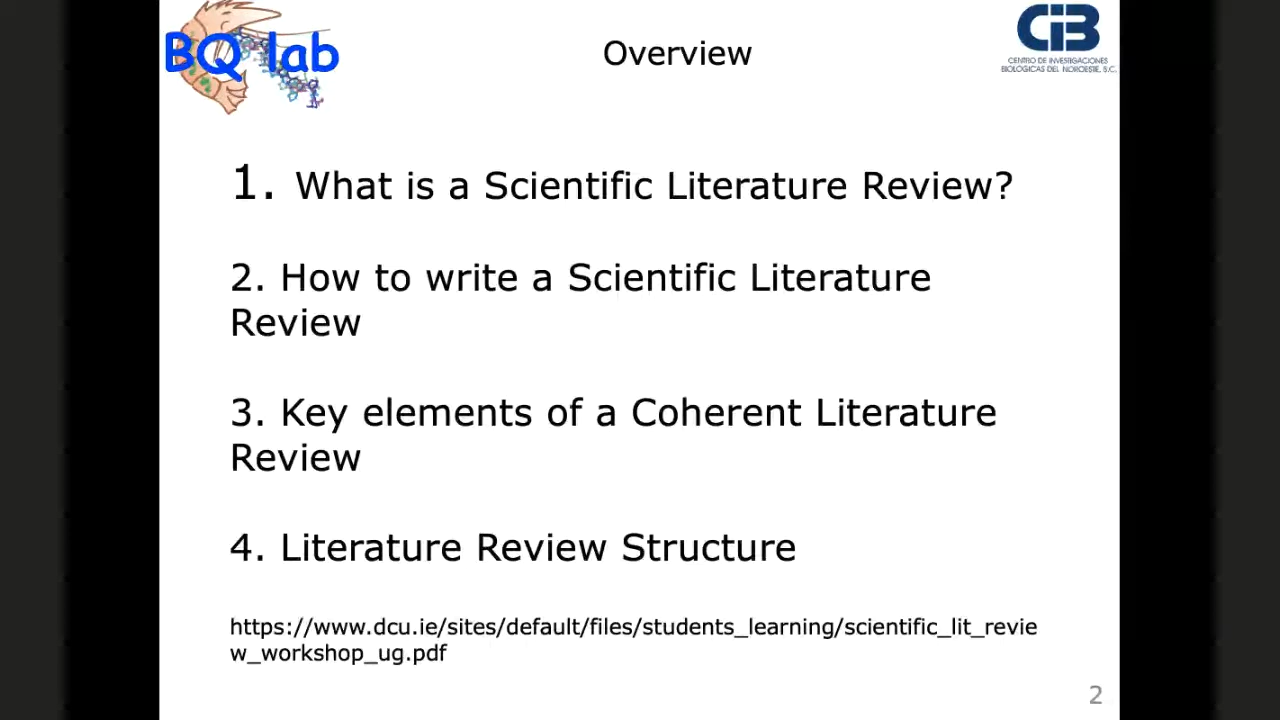 BQ lab
Overview
CiB
CENTRO DE INVESTIGACIONES
BIOLÓGICAS DEL NOROESTE, S.C.
1. What is a Scientific Literature Review?
2. How to write a Scientific Literature
Review
3. Key elements of a Coherent Literature
Review
4. Literature Review Structure
https://www.dcu.ie/sites/default/files/students_learning/scientific_lit_revie
w_workshop_ug.pdf
2